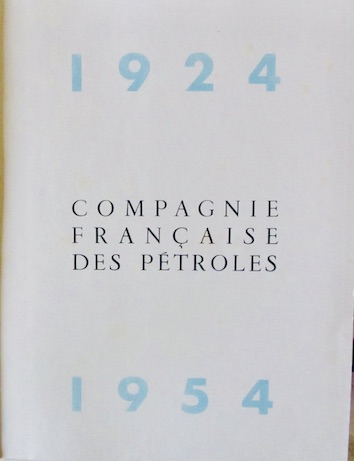 1924
COMPAGNIE
FRANÇAISE
DES PÉTROLES
1954